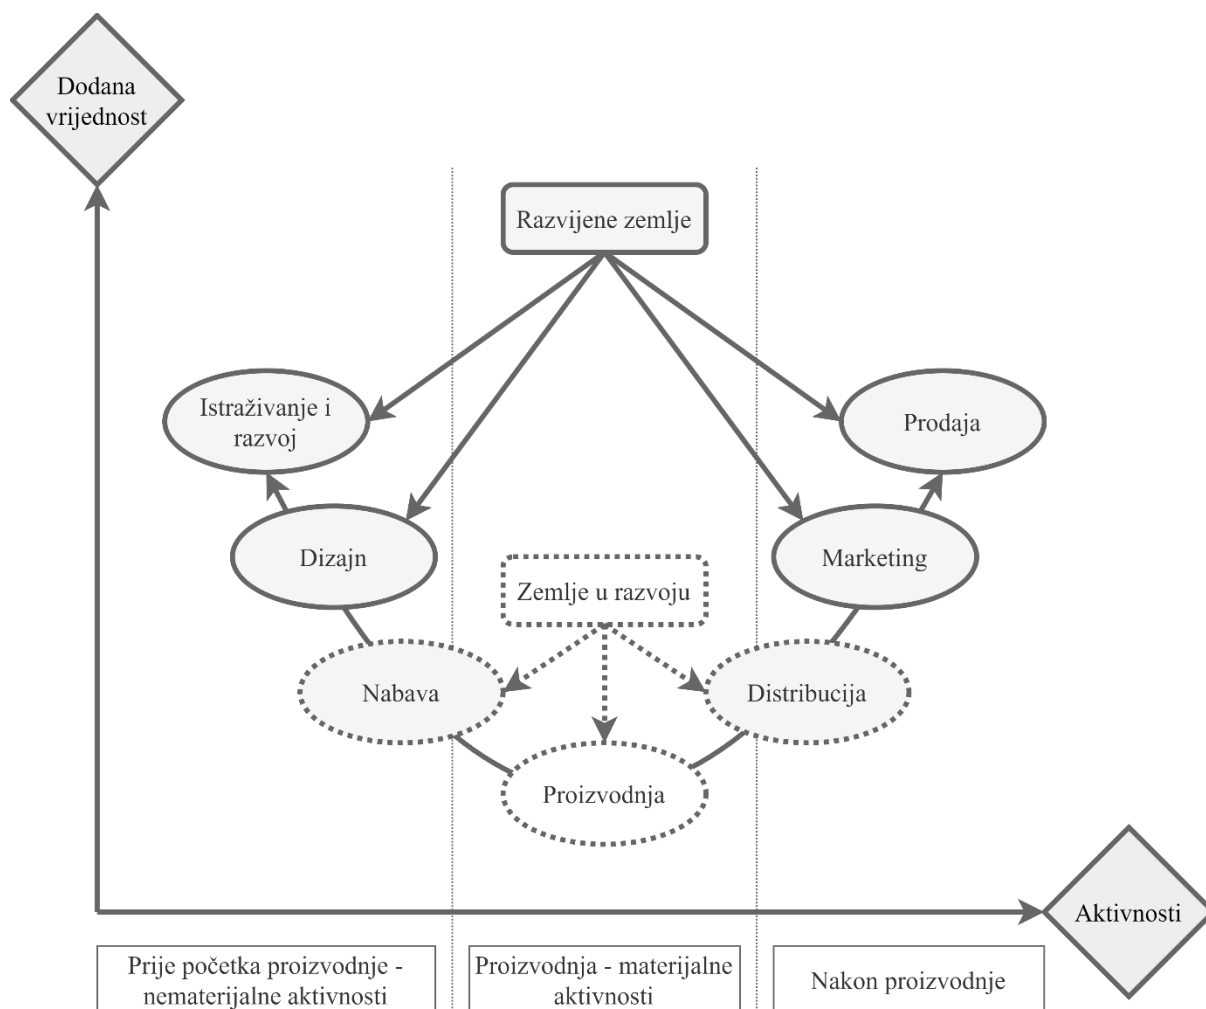 Dodana
vrijednost
Razvijene zemlje
Istraživanje i
razvoj
Prodaja
Dizajn
Marketing
Zemlje u razvoju
Nabava
Distribucija
Proizvodnja
Aktivnosti
Prije početka proizvodnje -
nematerijalne aktivnosti
Proizvodnja - materijalne
aktivnosti
Nakon proizvodnje